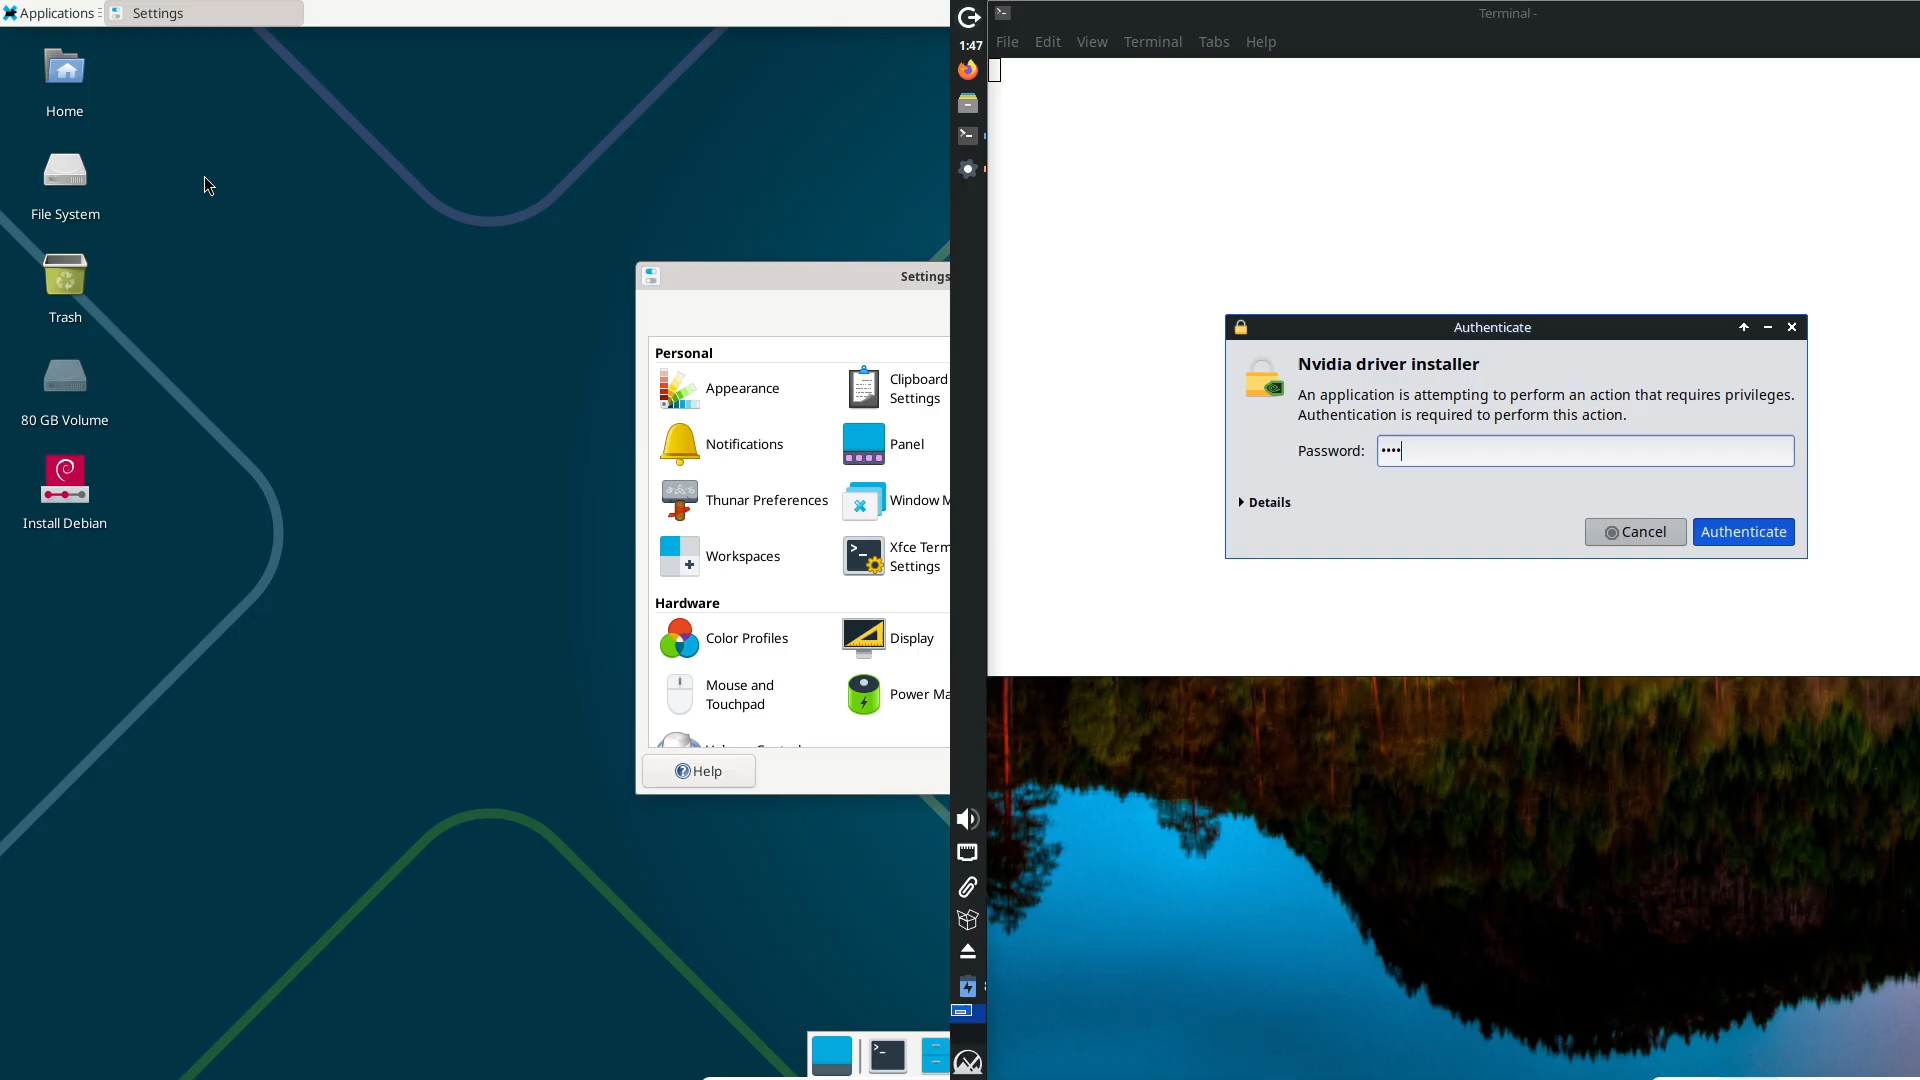 Applications
Settings
Home
File System
Trash
80 GB Volume
Install Debian
Settings
Personal
Appearance
Clipboard
Settings
Notifications
Panel
Thunar Preferences
Window M
Workspaces
Xfce Term
Settings
Hardware
Color Profiles
Display
Mouse and
Touchpad
Power Ma
Help
1:47
Terminal -
File Edit View Terminal Tabs Help
Authenticate
Nvidia driver installer
An application is attempting to perform an action that requires privileges.
Authentication is required to perform this action.
Password: ••••
Details
Cancel
Authenticate